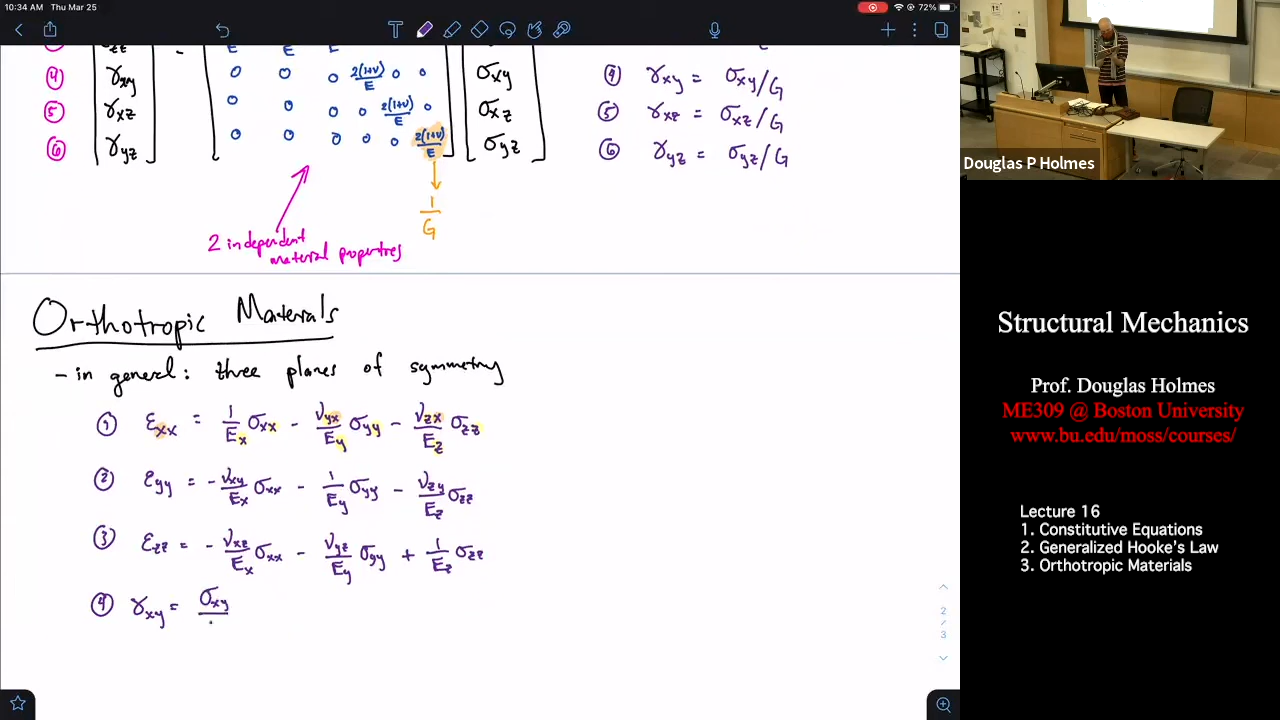 10:34 AM Thu Mar 25
72%
zz E E E
④ γxy 0 0 0 2(1+ν)/E 0 0 σxy
⑤ γxz 0 0 0 0 2(1+ν)/E 0 σxz
⑥ γyz 0 0 0 0 0 2(1+ν)/E σyz
1/G
2 independent
material properties
④ γxy = σxy/G
⑤ γxz = σxz/G
⑥ γyz = σyz/G
Orthotropic Materials
- in general: three planes of symmetry
① εxx = 1/Ex σxx - νyx/Ey σyy - νzx/Ez σzz
② εyy = - νxy/Ex σxx - 1/Ey σyy - νzy/Ez σzz
③ εzz = - νxz/Ex σxx - νyz/Ey σyy + 1/Ez σzz
④ γxy = σxy/
2
/
3
Douglas P Holmes
Structural Mechanics
Prof. Douglas Holmes
ME309 @ Boston University
www.bu.edu/moss/courses/
Lecture 16
1. Constitutive Equations
2. Generalized Hooke's Law
3. Orthotropic Materials